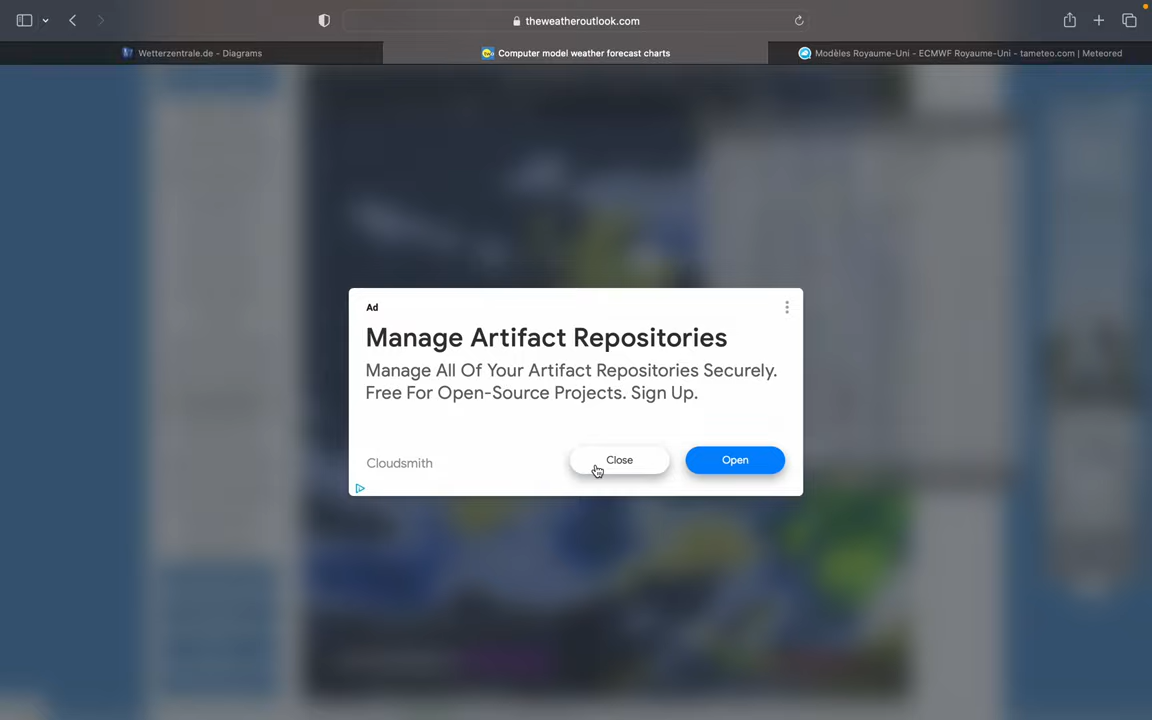 theweatheroutlook.com
Wetterzentrale.de - Diagrams
Computer model weather forecast charts
Modèles Royaume-Uni - ECMWF Royaume-Uni - tameteo.com | Meteored
Ad
Manage Artifact Repositories
Manage All Of Your Artifact Repositories Securely.
Free For Open-Source Projects. Sign Up.
Cloudsmith
Close
Open